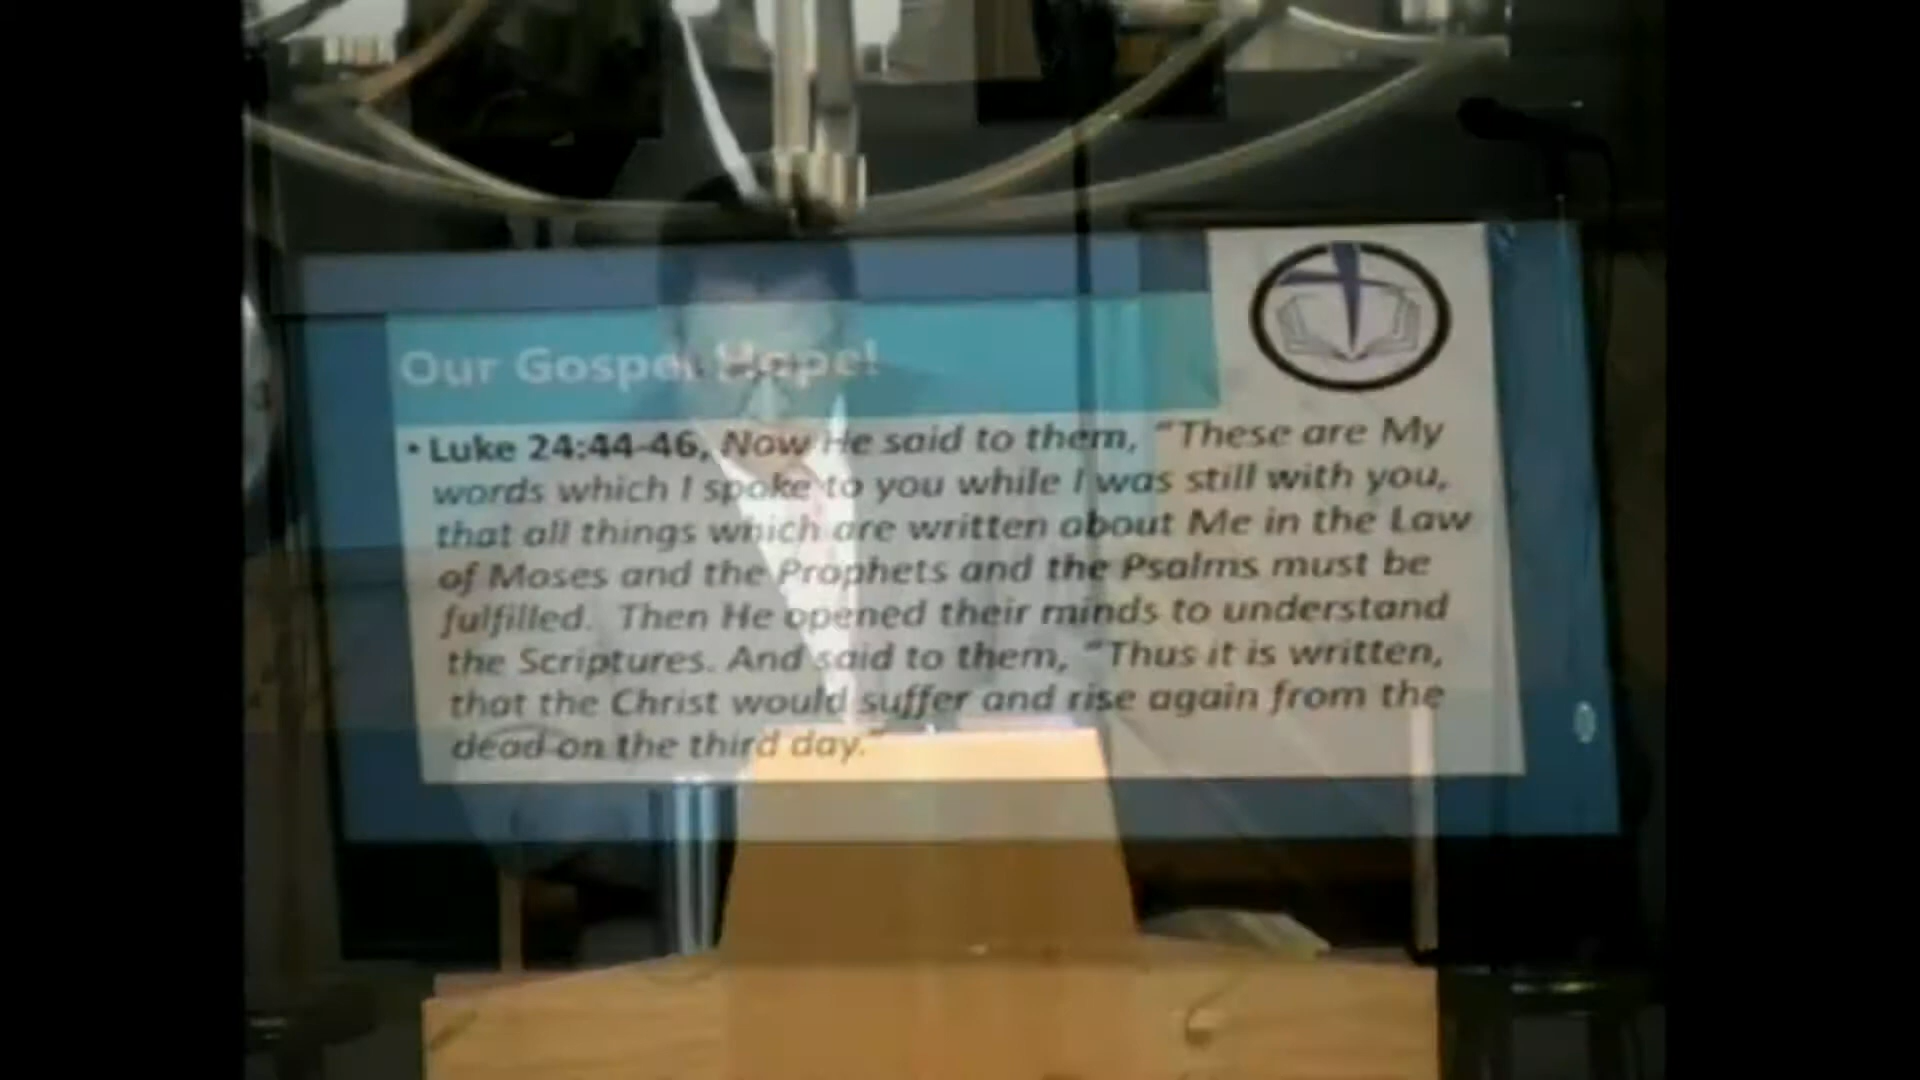 Our Gospel Hope!
• Luke 24:44-46, Now He said to them, “These are My
words which I spoke to you while I was still with you,
that all things which are written about Me in the Law
of Moses and the Prophets and the Psalms must be
fulfilled. Then He opened their minds to understand
the Scriptures. And said to them, “Thus it is written,
that the Christ would suffer and rise again from the
dead on the third day.”